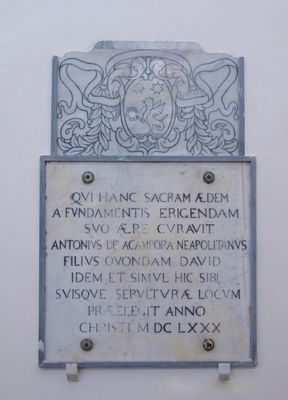 QVI HANC SACRAM ÆDEM
A FVNDAMENTIS ERIGENDAM
SVO ÆRE CVRAVIT
ANTONIVS DE ACAMPORA NEAPOLITANVS
FILIVS QVONDAM DAVID
IDEM ET SIMVL HIC SIBI
SVISQVE SEPVLTVRÆ LOCVM
PRÆELEGIT ANNO
CHRISTI M DC LXXX